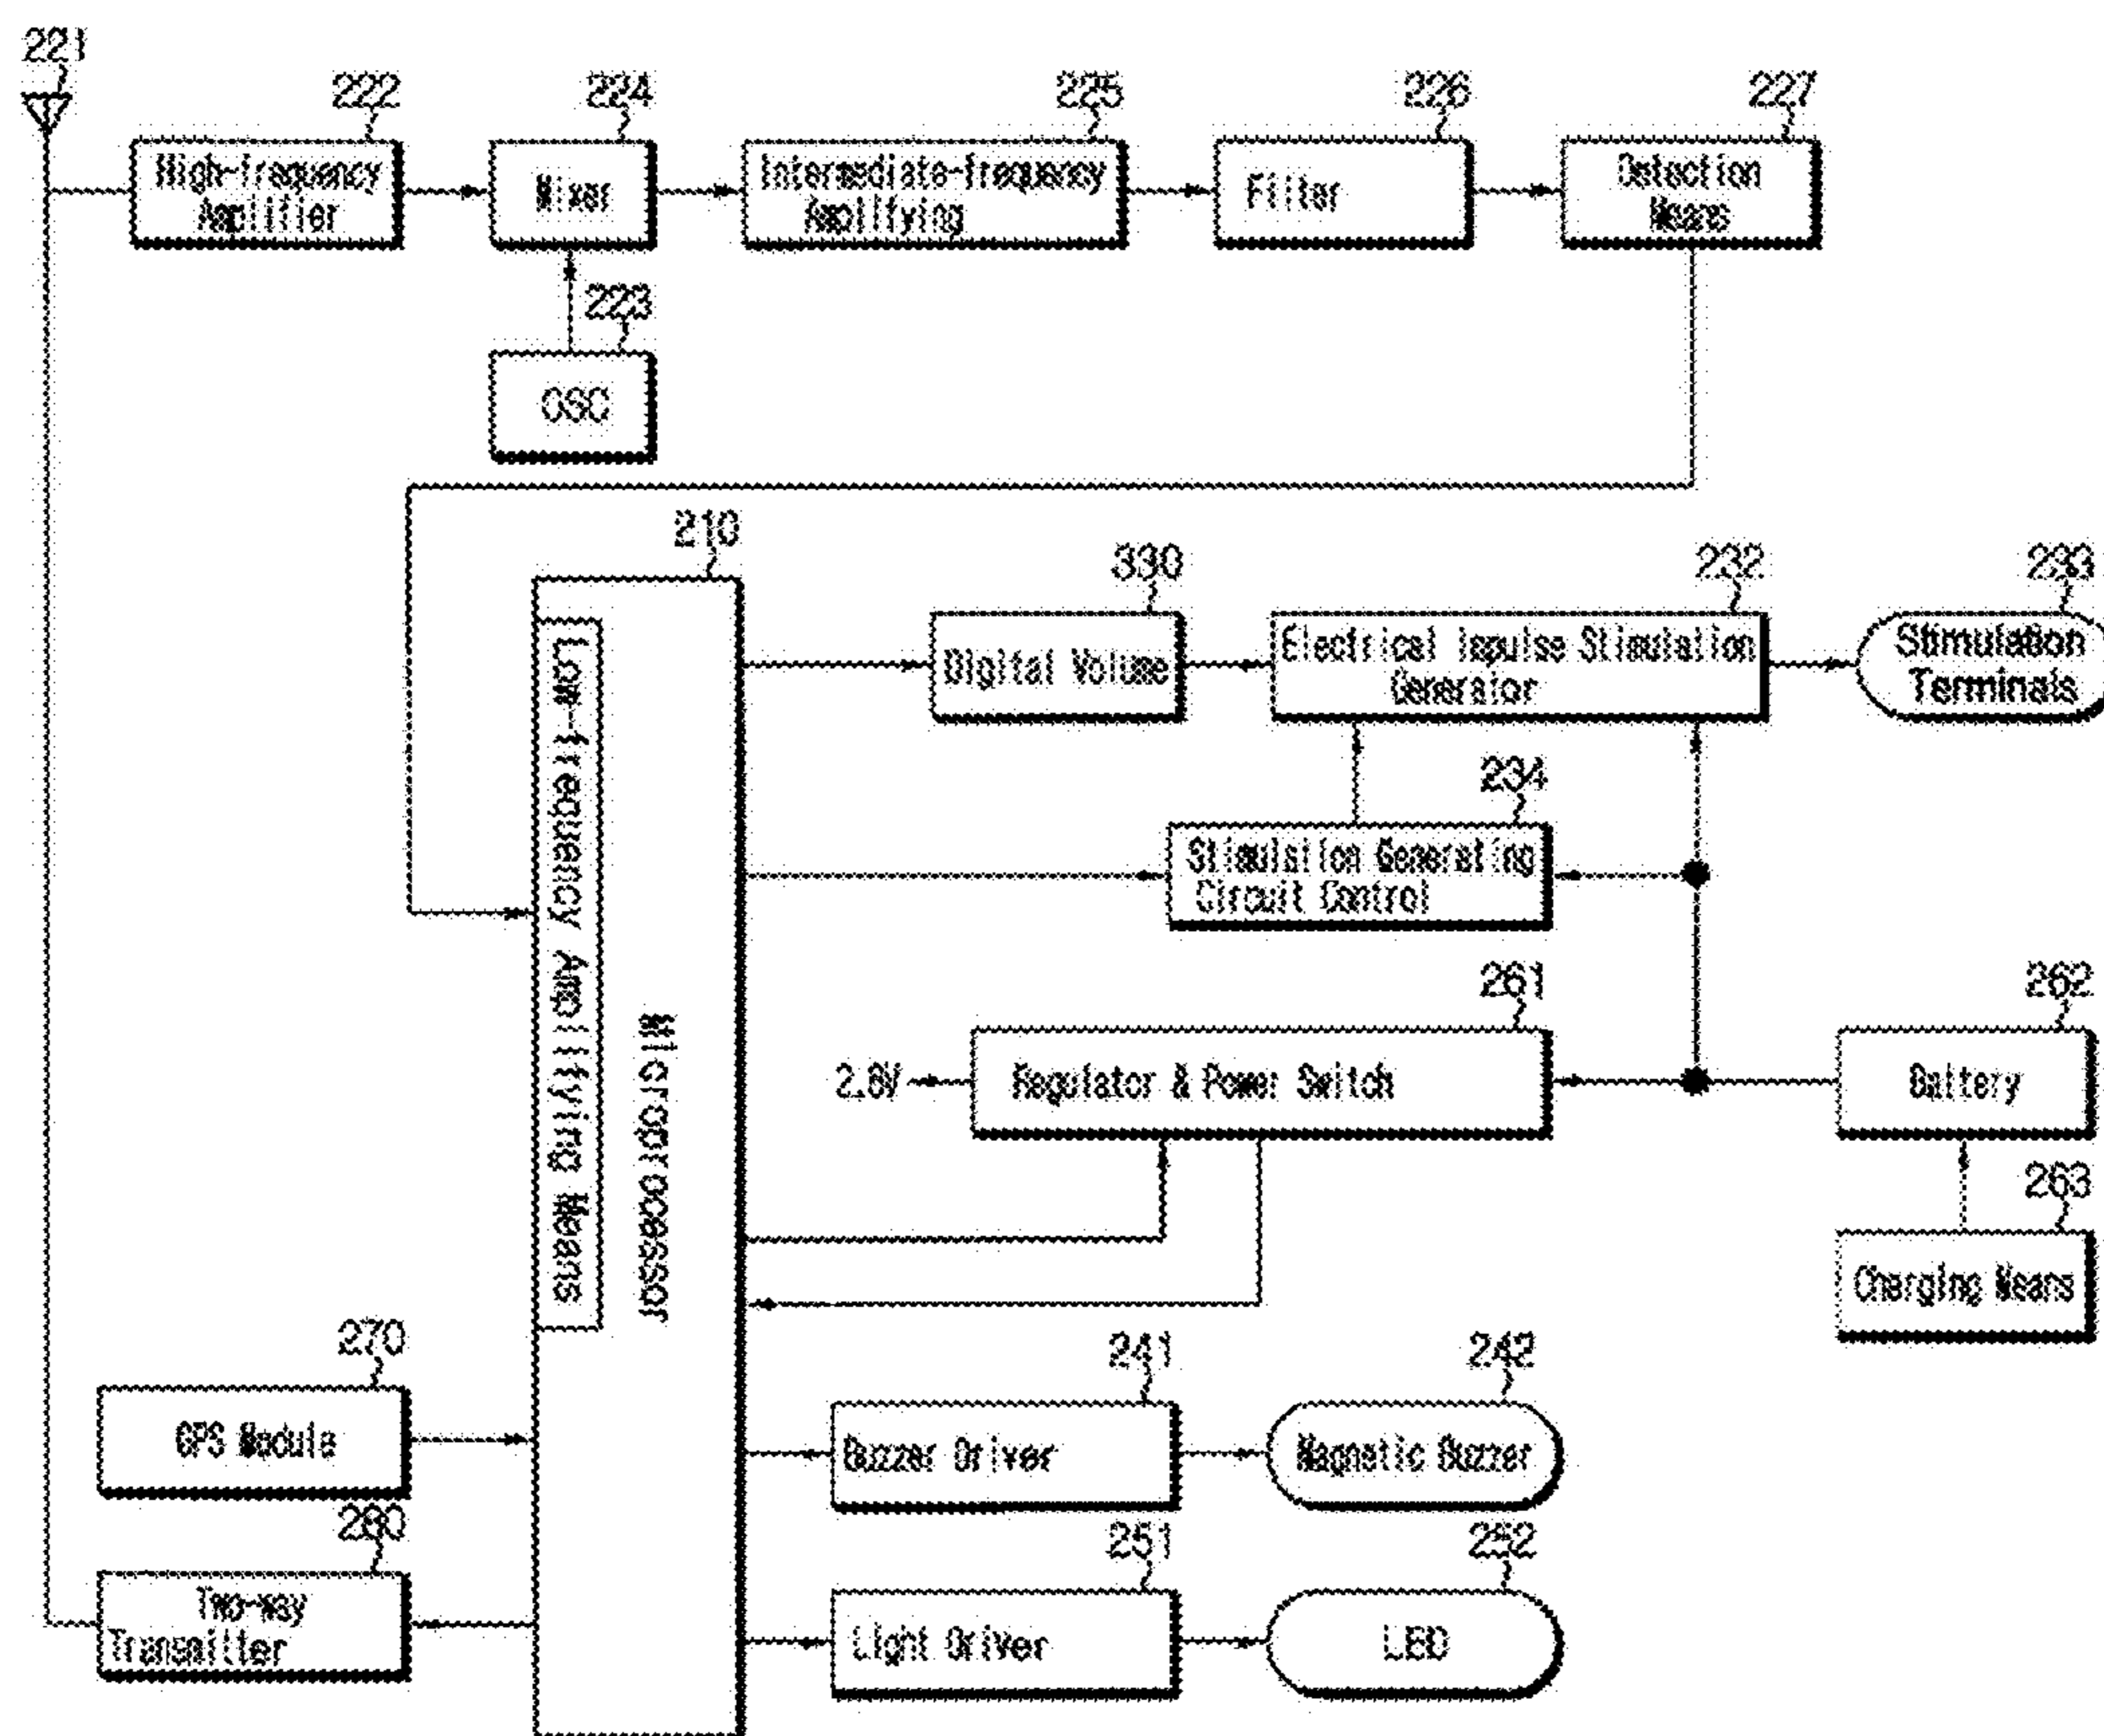 221
222
224
225
226
227
High-frequency
Amplifier
Mixer
Intermediate-frequency
Amplifying
Filter
Detection
Means
223
OSC
210
330
232
233
Low-frequency Amplifying Means
Microprocessor
Digital Volume
Electrical Impulse Stimulation
Generator
Stimulation
Terminals
234
Stimulation Generating
Circuit Control
261
262
2.8V
Regulator & Power Switch
Battery
263
Charging Means
270
241
242
GPS Module
Buzzer Driver
Magnetic Buzzer
280
251
252
Two-way
Transmitter
Light Driver
LED